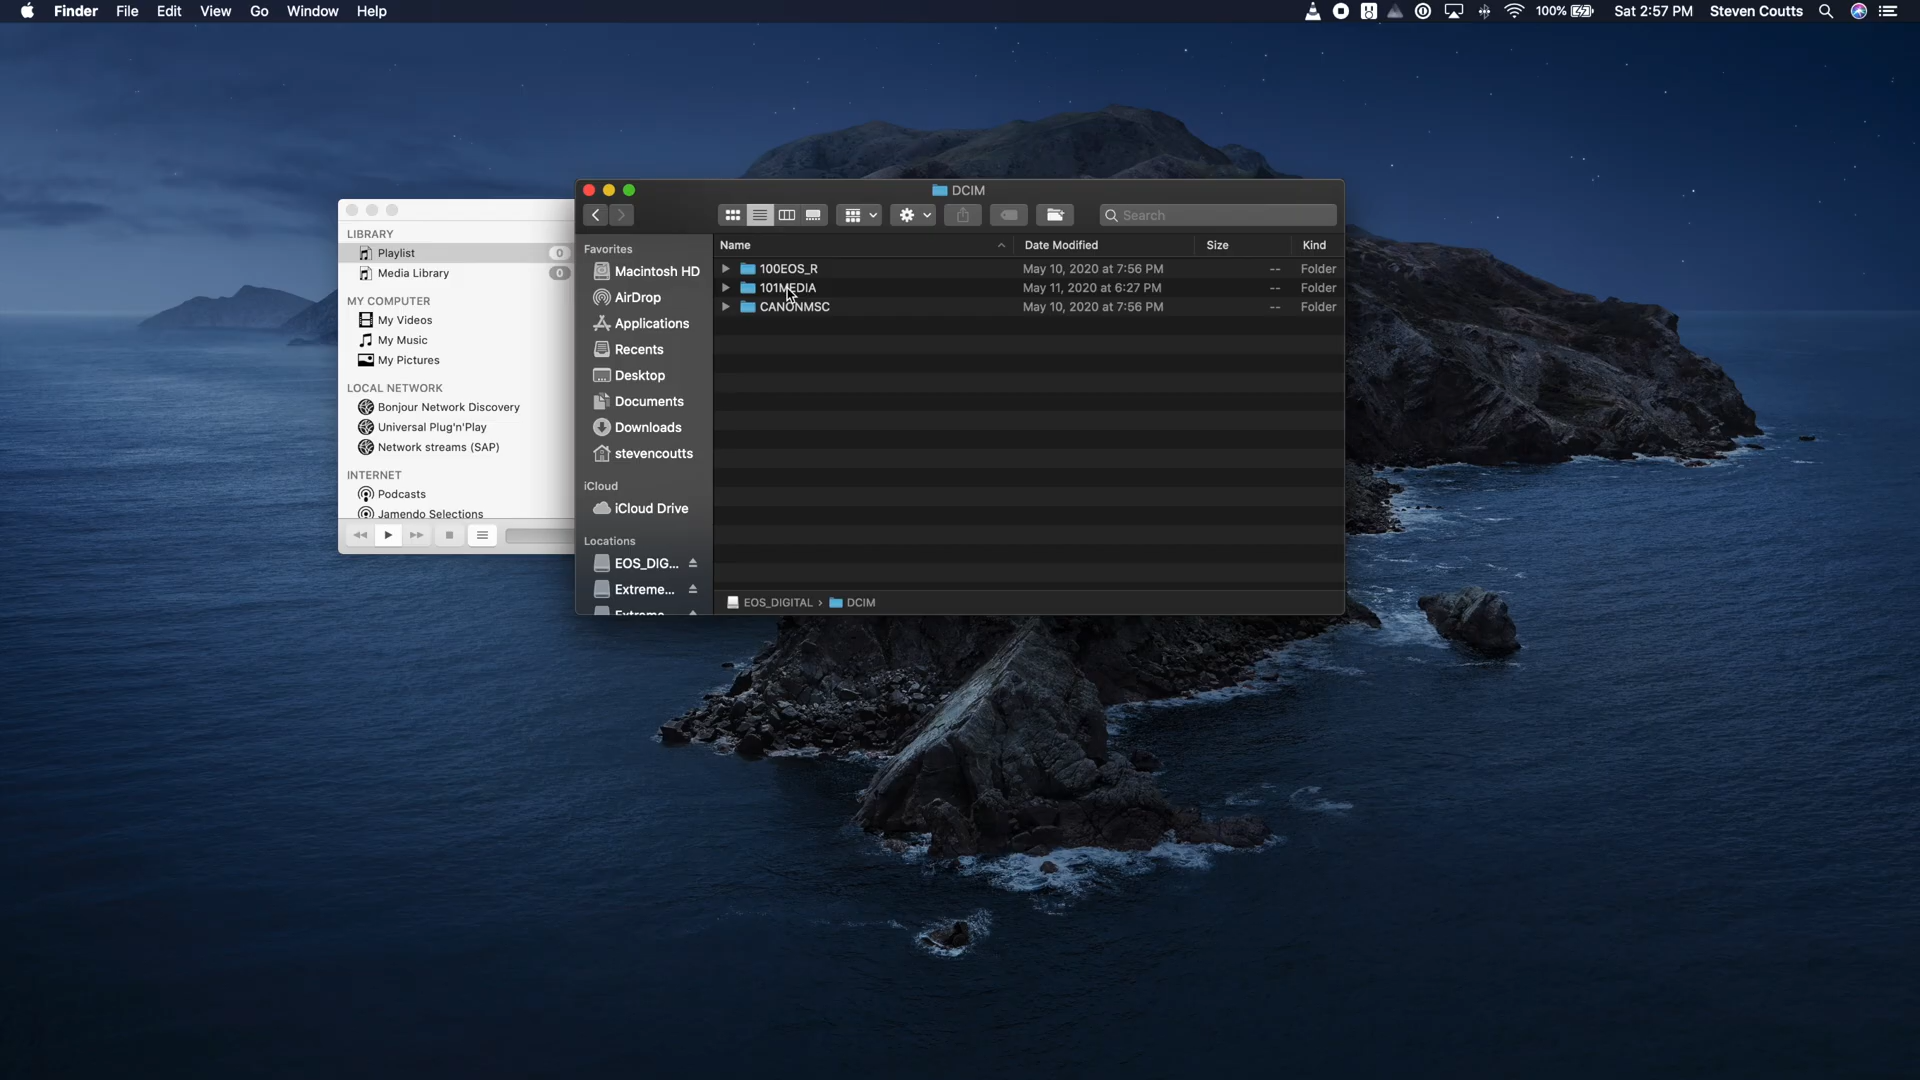 Finder File Edit View Go Window Help 100% Sat 2:57 PM Steven Coutts
DCIM
Search
LIBRARY
Playlist 0
Media Library 0
MY COMPUTER
My Videos
My Music
My Pictures
LOCAL NETWORK
Bonjour Network Discovery
Universal Plug'n'Play
Network streams (SAP)
INTERNET
Podcasts
Jamendo Selections
Favorites
Macintosh HD
AirDrop
Applications
Recents
Desktop
Documents
Downloads
stevencoutts
iCloud
iCloud Drive
Locations
EOS_DIG...
Extreme...
Extreme
Name Date Modified Size Kind
100EOS_R May 10, 2020 at 7:56 PM -- Folder
101MEDIA May 11, 2020 at 6:27 PM -- Folder
CANONMSC May 10, 2020 at 7:56 PM -- Folder
EOS_DIGITAL › DCIM